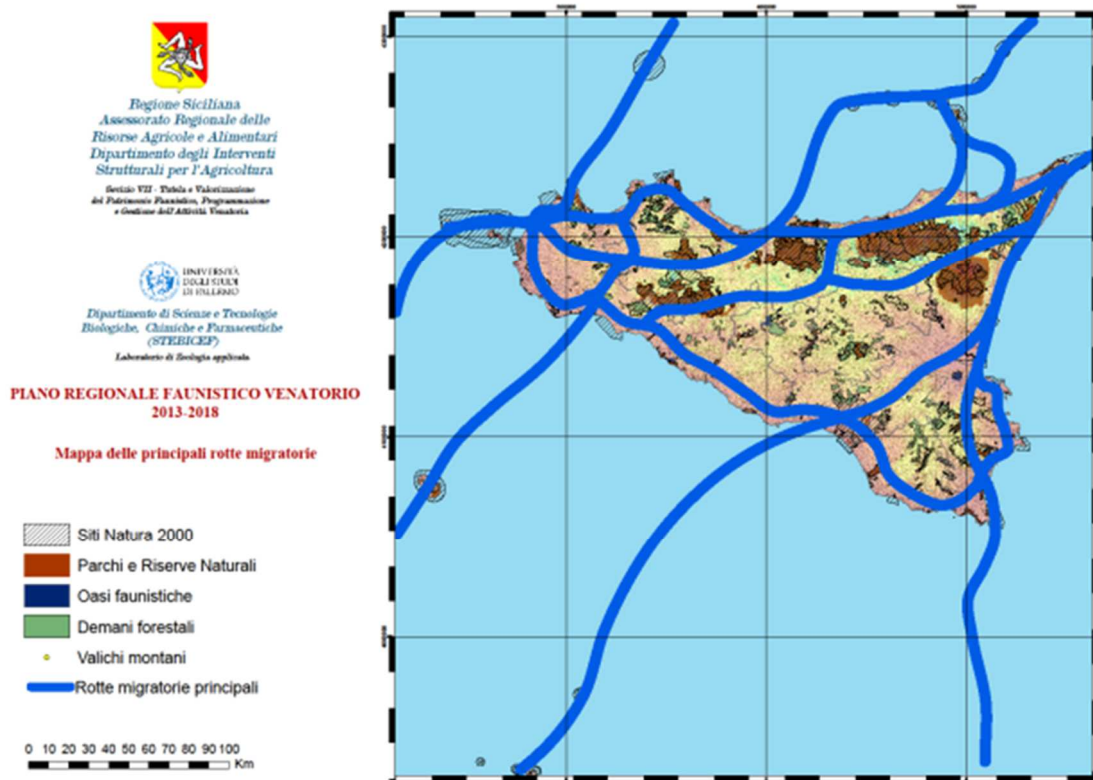 Regione Siciliana
Assessorato Regionale delle
Risorse Agricole e Alimentari
Dipartimento degli Interventi
Strutturali per l'Agricoltura
Servizio VII - Tutela e Valorizzazione
del Patrimonio Faunistico, Programmazione
e Gestione dell'Attività Venatoria
UNIVERSITÀ
DEGLI STUDI
DI PALERMO
Dipartimento di Scienze e Tecnologie
Biologiche, Chimiche e Farmaceutiche
(STEBICEF)
Laboratorio di Zoologia applicata
PIANO REGIONALE FAUNISTICO VENATORIO
2013-2018
Mappa delle principali rotte migratorie
Siti Natura 2000
Parchi e Riserve Naturali
Oasi faunistiche
Demani forestali
Valichi montani
Rotte migratorie principali
0 10 20 30 40 50 60 70 80 90 100
Km